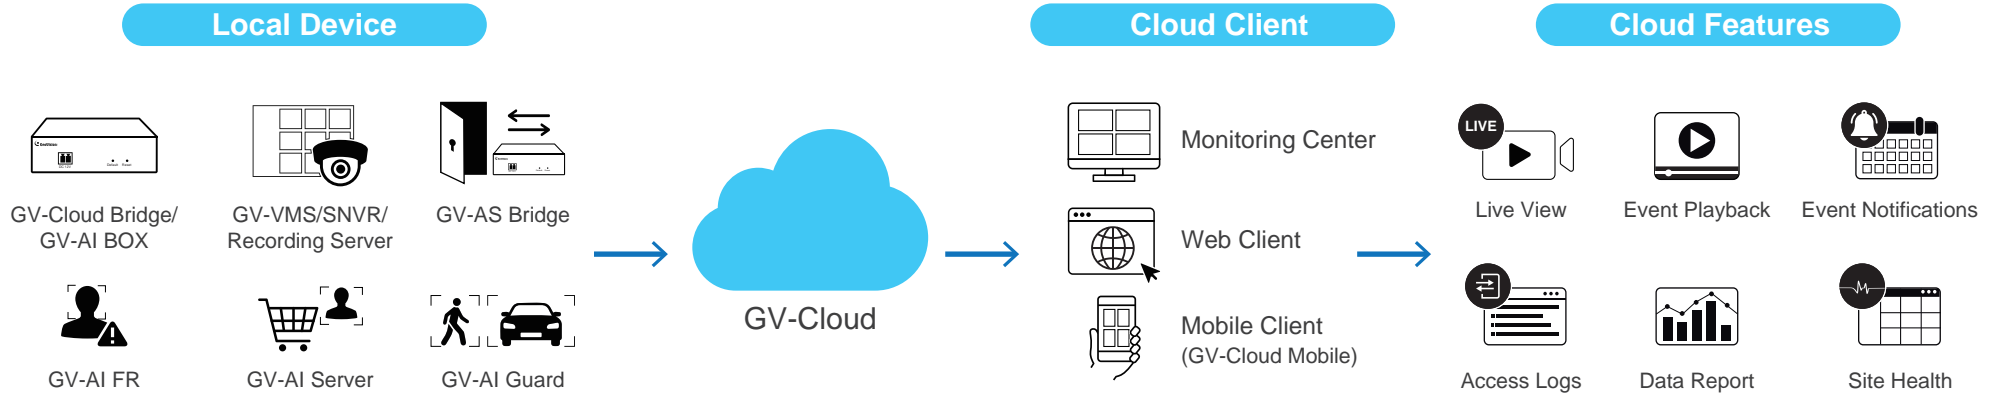 Local Device
Cloud Client
Cloud Features
GeoVision
GV-Cloud Bridge/
GV-AI BOX
GV-VMS/SNVR/
Recording Server
GV-AS Bridge
GV-AI FR
GV-AI Server
GV-AI Guard
GV-Cloud
Monitoring Center
Web Client
Mobile Client
(GV-Cloud Mobile)
LIVE
Live View
Event Playback
Event Notifications
Access Logs
Data Report
Site Health